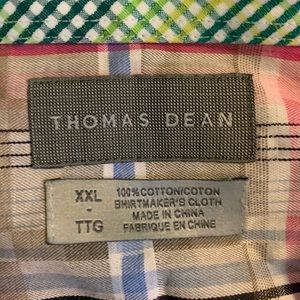 THOMAS DEAN
XXL
-
TTG
100% COTTON/COTON
SHIRTMAKER'S CLOTH
MADE IN CHINA
FABRIQUE EN CHINE